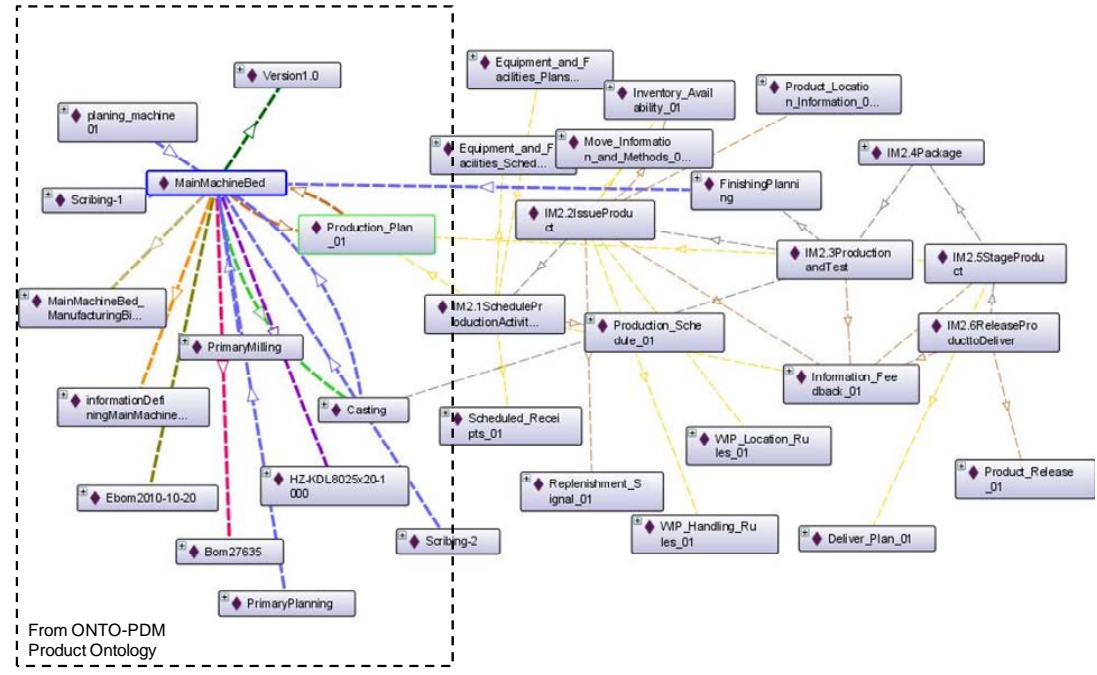 Version1.0
planing_machine
01
MainMachineBed
Scribing-1
Production_Plan
_01
MainMachineBed_
ManufacturingBi...
PrimaryMilling
informationDefi
ningMainMachine...
Casting
Ebom2010-10-20
HZ-KDL8025x20-1
000
Bom27635
Scribing-2
PrimaryPlanning
From ONTO-PDM
Product Ontology
Equipment_and_F
acilities_Plans...
Inventory_Avail
ability_01
Product_Locatio
n_Information_0...
Equipment_and_F
acilities_Sched...
Move_Informatio
n_and_Methods_0...
IM2.4Package
FinishingPlanni
ng
IM2.2IssueProdu
ct
IM2.3Production
andTest
IM2.5StageProdu
ct
IM2.1SchedulePr
oductionActivit...
Production_Sche
dule_01
IM2.6ReleasePro
ducttoDeliver
Information_Fee
dback_01
Scheduled_Recei
pts_01
WIP_Location_Ru
les_01
Replenishment_S
ignal_01
Product_Release
_01
WIP_Handling_Ru
les_01
Deliver_Plan_01